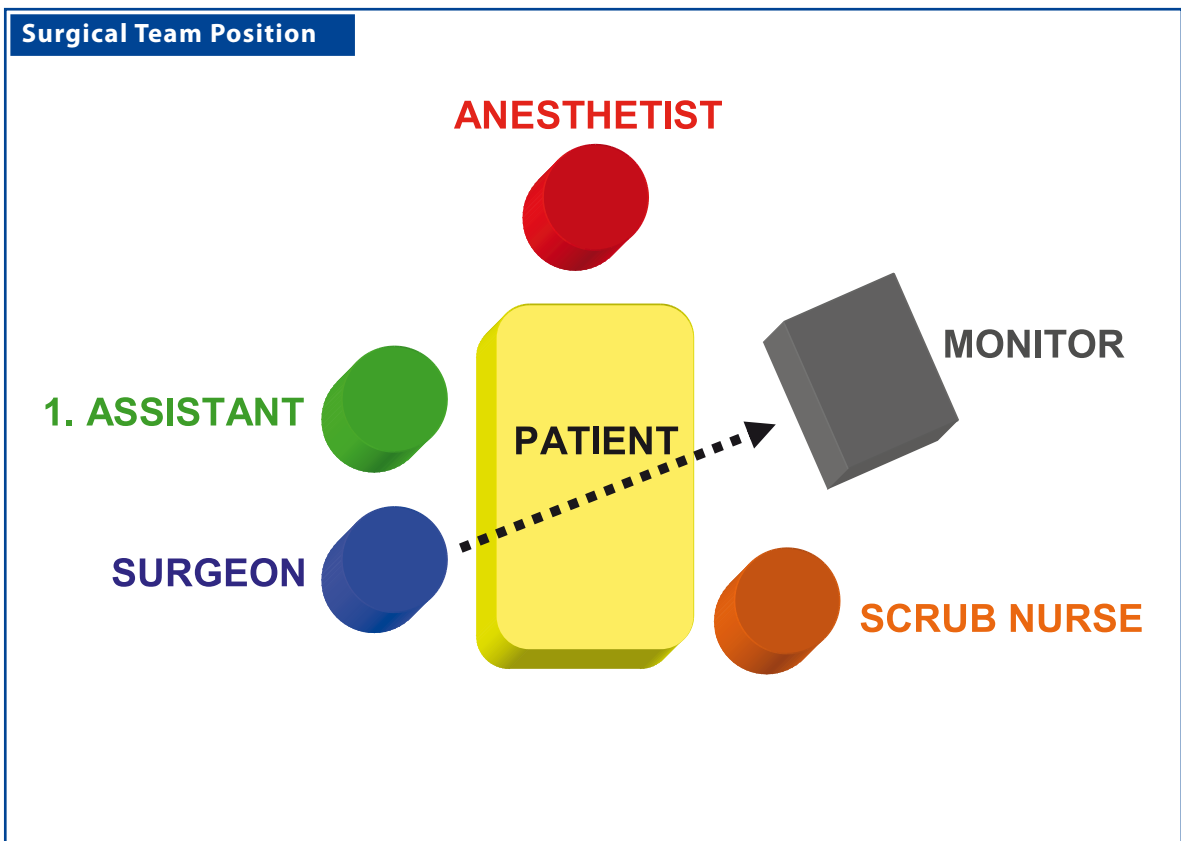 Surgical Team Position
ANESTHETIST
MONITOR
1. ASSISTANT
PATIENT
SURGEON
SCRUB NURSE